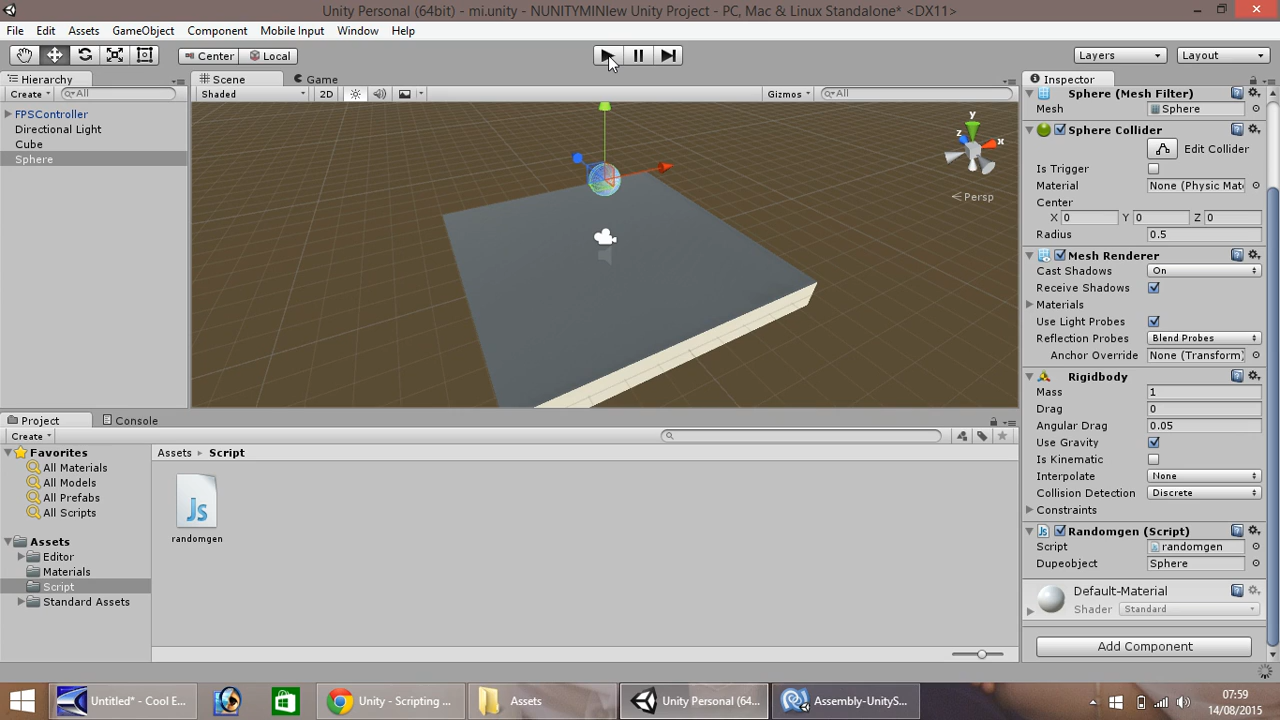 Unity Personal (64bit) - mi.unity - NUNITYMINIew Unity Project - PC, Mac & Linux Standalone* <DX11>
File Edit Assets GameObject Component Mobile Input Window Help
Center Local Layers Layout
Hierarchy
Create All
FPSController
Directional Light
Cube
Sphere
Scene Game
Shaded 2D Gizmos All
y
z
x
Persp
Inspector
Sphere (Mesh Filter)
Mesh Sphere
Sphere Collider
Edit Collider
Is Trigger
Material None (Physic Mat
Center
X 0 Y 0 Z 0
Radius 0.5
Mesh Renderer
Cast Shadows On
Receive Shadows
Materials
Use Light Probes
Reflection Probes Blend Probes
Anchor Override None (Transform)
Rigidbody
Mass 1
Drag 0
Angular Drag 0.05
Use Gravity
Is Kinematic
Interpolate None
Collision Detection Discrete
Constraints
Randomgen (Script)
Script randomgen
Dupeobject Sphere
Default-Material
Shader Standard
Add Component
Project Console
Create
Favorites
All Materials
All Models
All Prefabs
All Scripts
Assets
Editor
Materials
Script
Standard Assets
Assets Script
Js
randomgen
Untitled* - Cool E...
Unity - Scripting ...
Assets
Unity Personal (64...
Assembly-UnityS...
07:59
14/08/2015